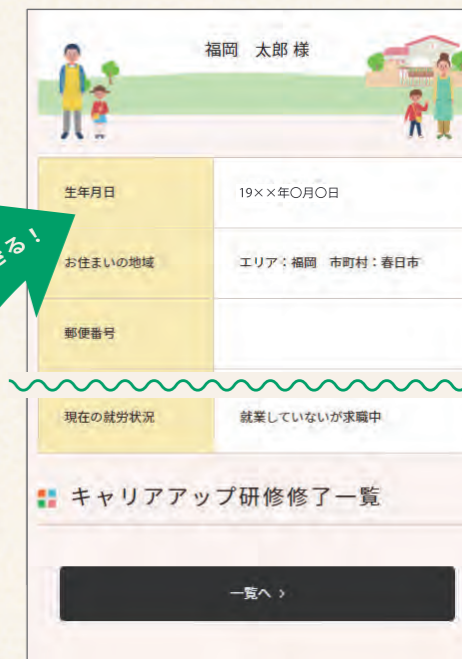 福岡　太郎 様
生年月日
19××年〇月〇日
る！
お住まいの地域
エリア：福岡　市町村：春日市
郵便番号
現在の就労状況
就業していないが求職中
キャリアアップ研修修了一覧
一覧へ ›